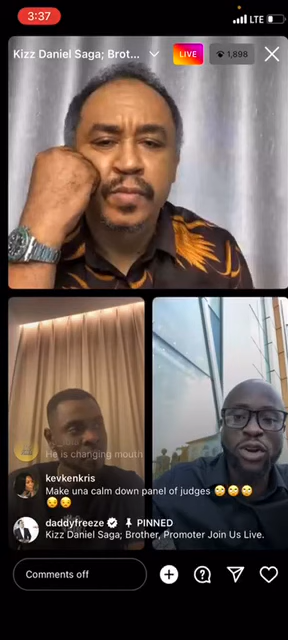 3:37
LTE
Kizz Daniel Saga; Brot...
LIVE
1,898
He is changing mouth
kevkenkris
Make una calm down panel of judges 🙄🙄🙄
😒😒
daddyfreeze PINNED
Kizz Daniel Saga; Brother, Promoter Join Us Live.
Comments off